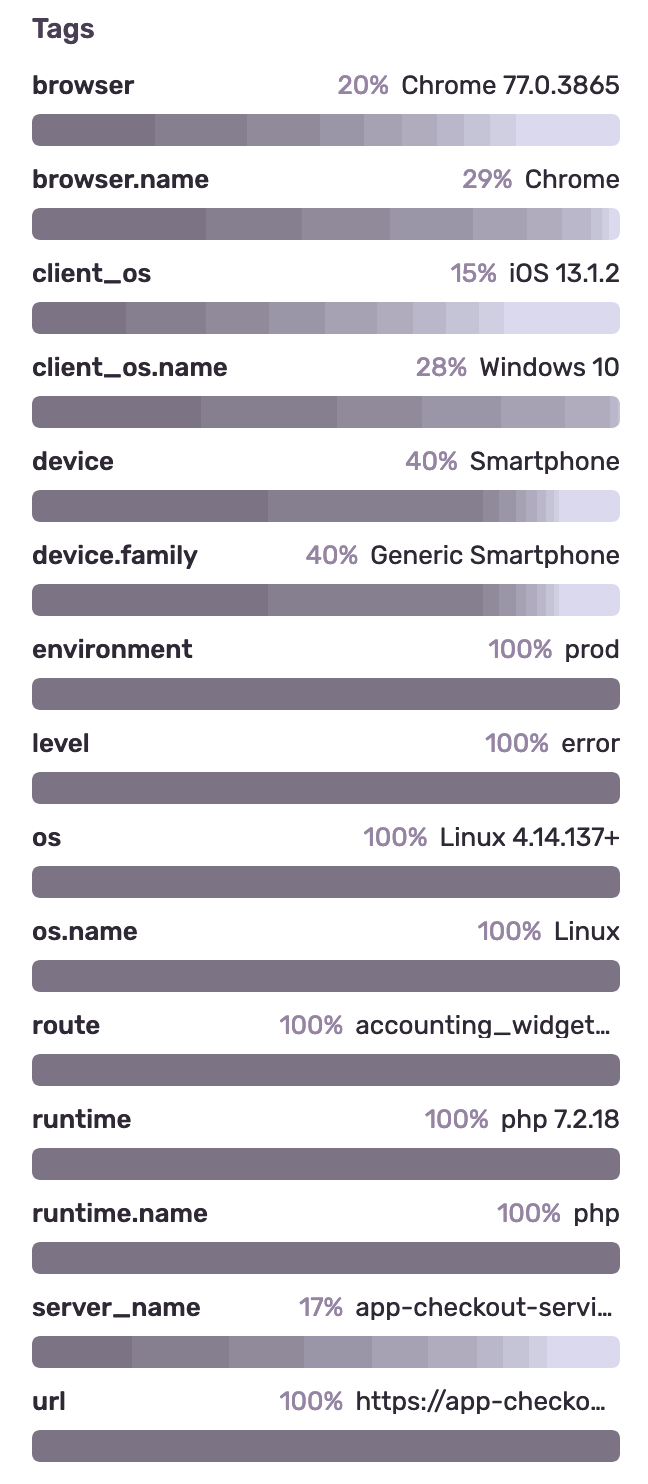 Tags
browser 20% Chrome 77.0.3865
browser.name 29% Chrome
client_os 15% iOS 13.1.2
client_os.name 28% Windows 10
device 40% Smartphone
device.family 40% Generic Smartphone
environment 100% prod
level 100% error
os 100% Linux 4.14.137+
os.name 100% Linux
route 100% accounting_widget...
runtime 100% php 7.2.18
runtime.name 100% php
server_name 17% app-checkout-servi...
url 100% https://app-checko...